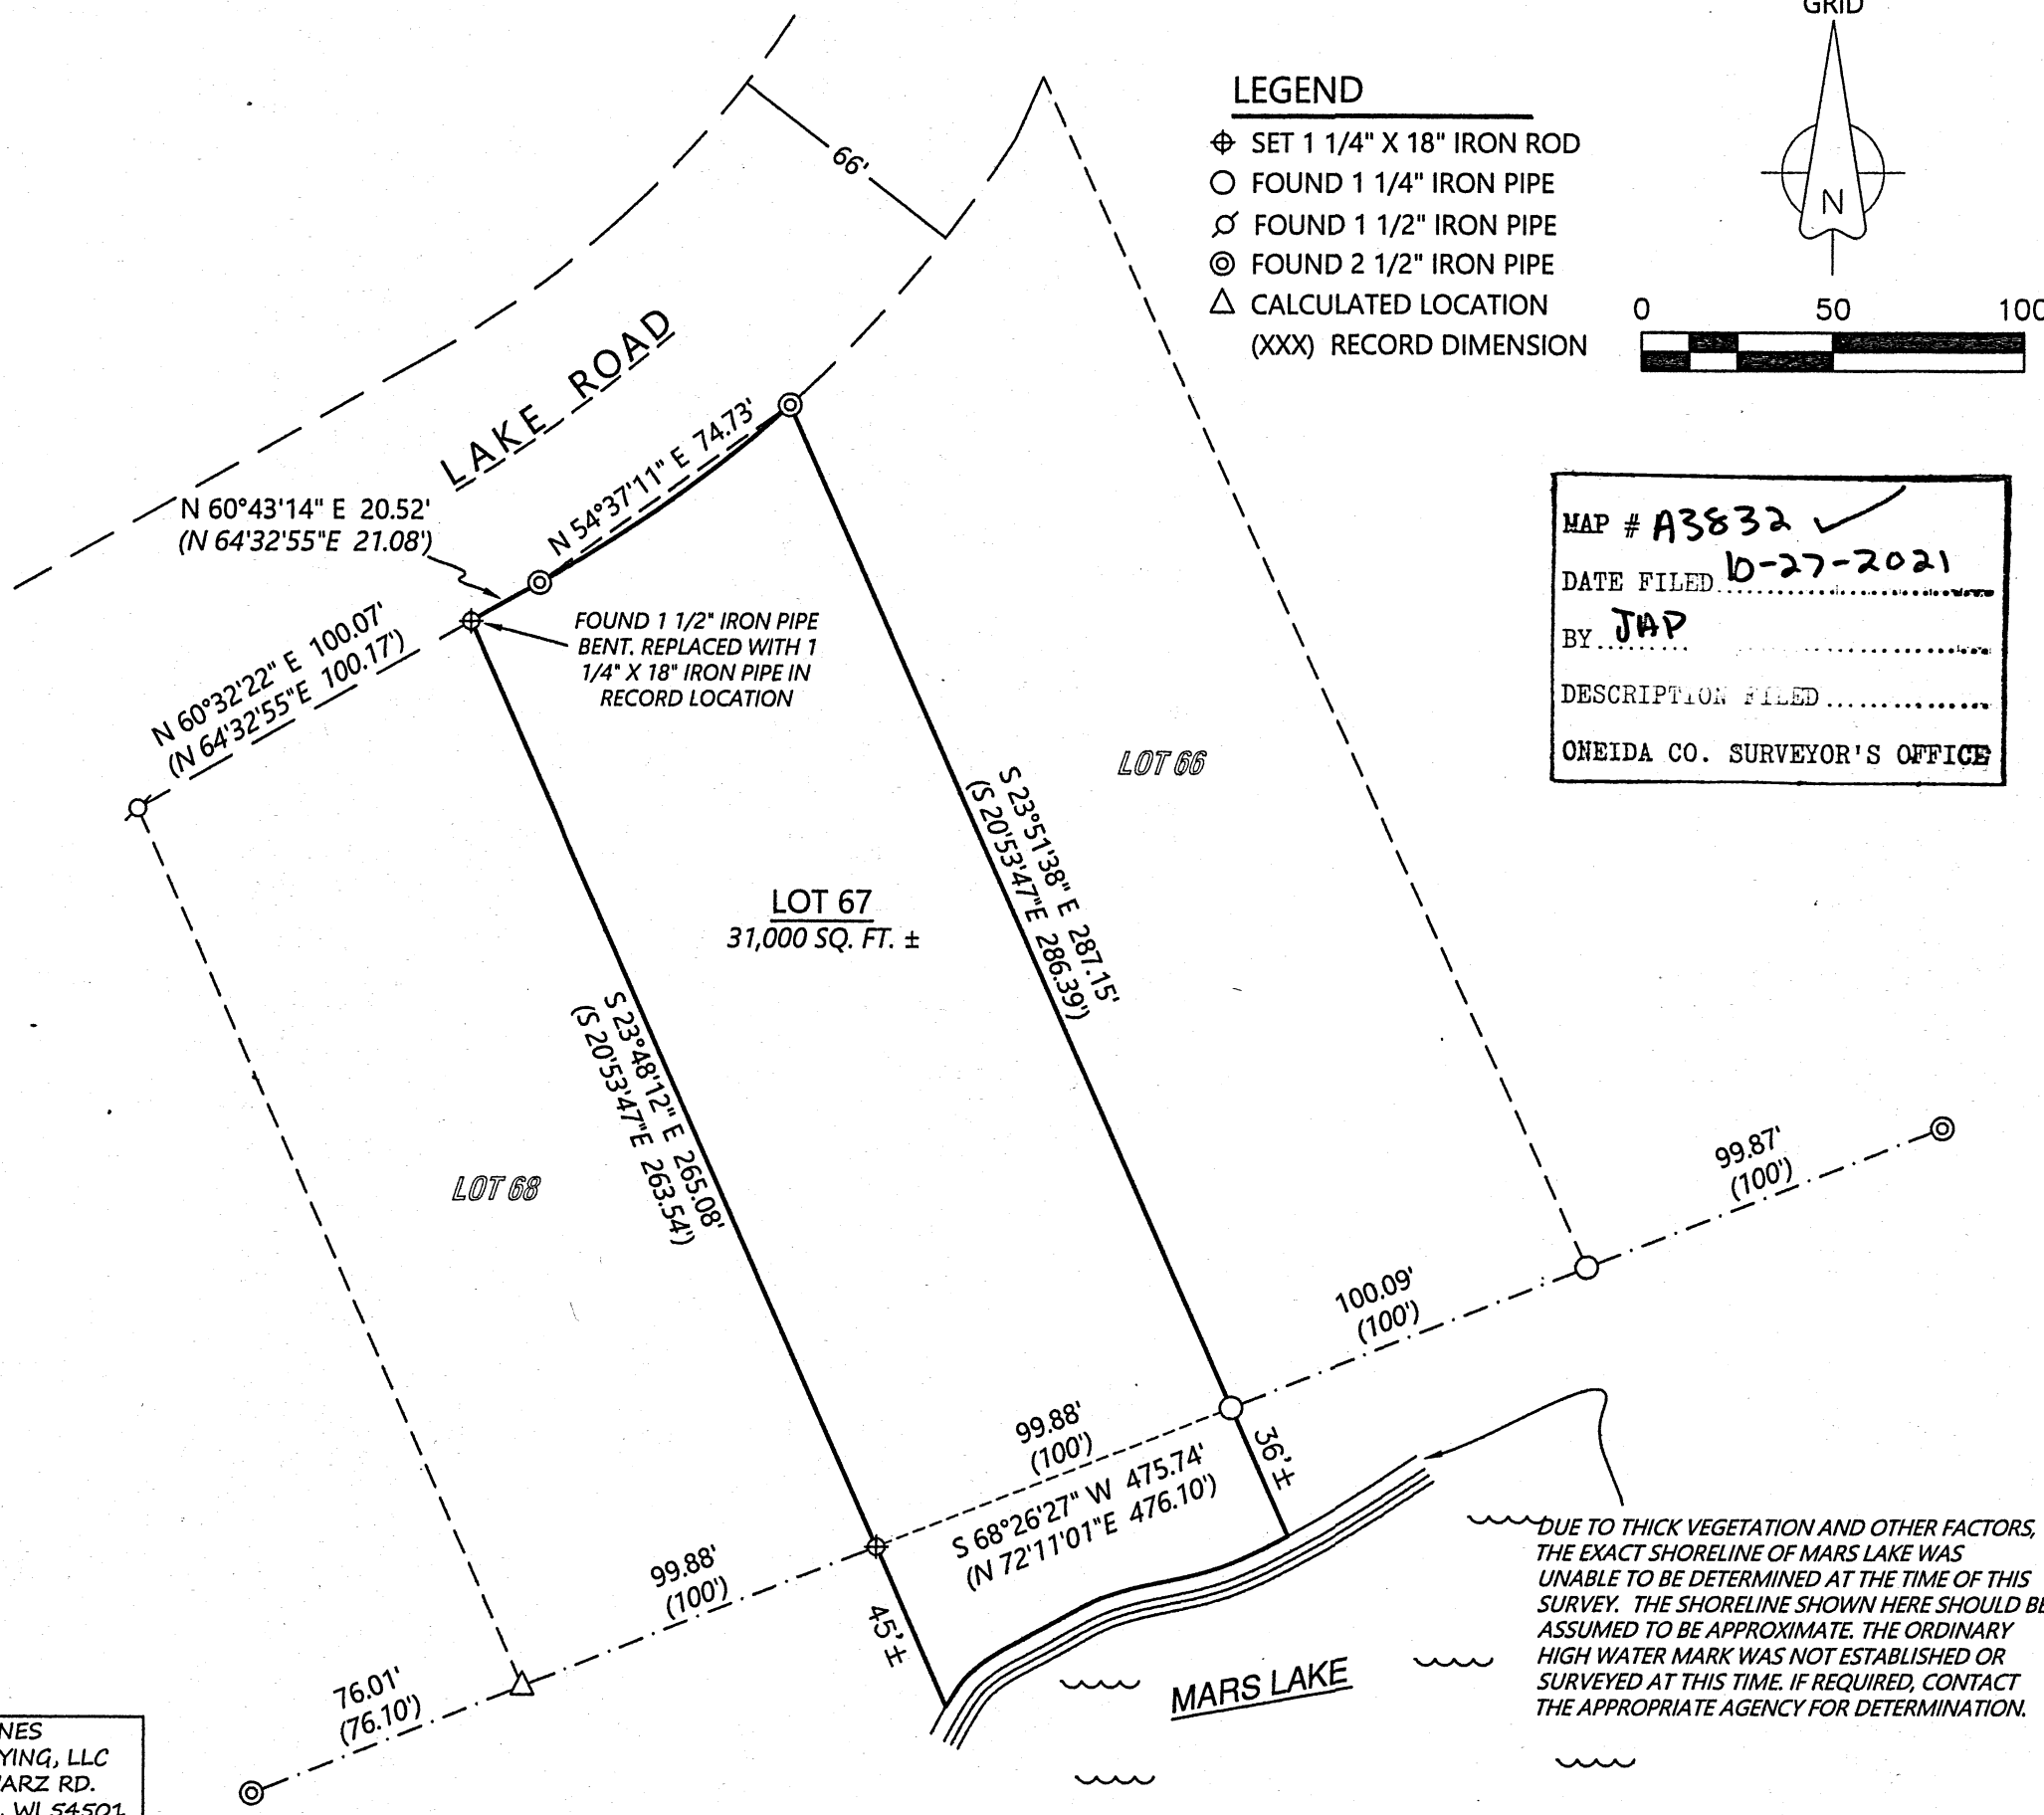 GRID
N
LEGEND
SET 1 1/4" X 18" IRON ROD
FOUND 1 1/4" IRON PIPE
FOUND 1 1/2" IRON PIPE
FOUND 2 1/2" IRON PIPE
CALCULATED LOCATION
(XXX) RECORD DIMENSION
0 50 100
66'
LAKE ROAD
N 60°43'14" E 20.52'
(N 64'32'55"E 21.08')
N 54°37'11" E 74.73'
FOUND 1 1/2" IRON PIPE
BENT. REPLACED WITH 1
1/4" X 18" IRON PIPE IN
RECORD LOCATION
N 60°32'22" E 100.07'
(N 64'32'55"E 100.17')
MAP # A3832
DATE FILED 10-27-2021
BY JAP
DESCRIPTION FILED
ONEIDA CO. SURVEYOR'S OFFICE
LOT 66
S 23°51'38" E 287.15'
(S 20'53'47"E 286.39')
LOT 67
31,000 SQ. FT. ±
S 23°48'12" E 265.08'
(S 20'53'47"E 263.54')
LOT 68
99.87'
(100')
100.09'
(100')
99.88'
(100')
S 68°26'27" W 475.74'
(N 72'11'01"E 476.10')
36'±
99.88'
(100')
45'±
76.01'
(76.10')
MARS LAKE
DUE TO THICK VEGETATION AND OTHER FACTORS,
THE EXACT SHORELINE OF MARS LAKE WAS
UNABLE TO BE DETERMINED AT THE TIME OF THIS
SURVEY. THE SHORELINE SHOWN HERE SHOULD BE
ASSUMED TO BE APPROXIMATE. THE ORDINARY
HIGH WATER MARK WAS NOT ESTABLISHED OR
SURVEYED AT THIS TIME. IF REQUIRED, CONTACT
THE APPROPRIATE AGENCY FOR DETERMINATION.
NES
YING, LLC
ARZ RD.
, WI 54501